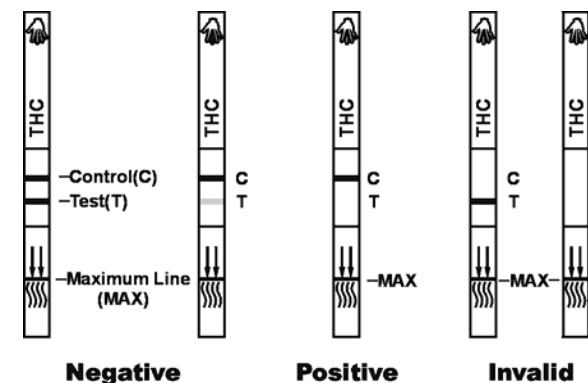 THC THC THC THC THC
Control(C) C C
Test(T) T T T
Maximum Line MAX MAX
(MAX)
Negative Positive Invalid